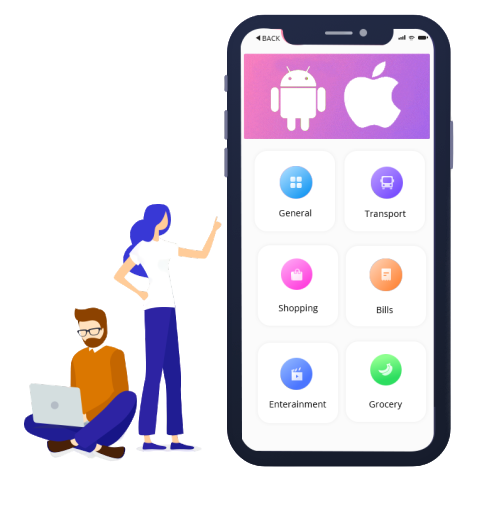 BACK
General
Transport
Shopping
Bills
Enterainment
Grocery